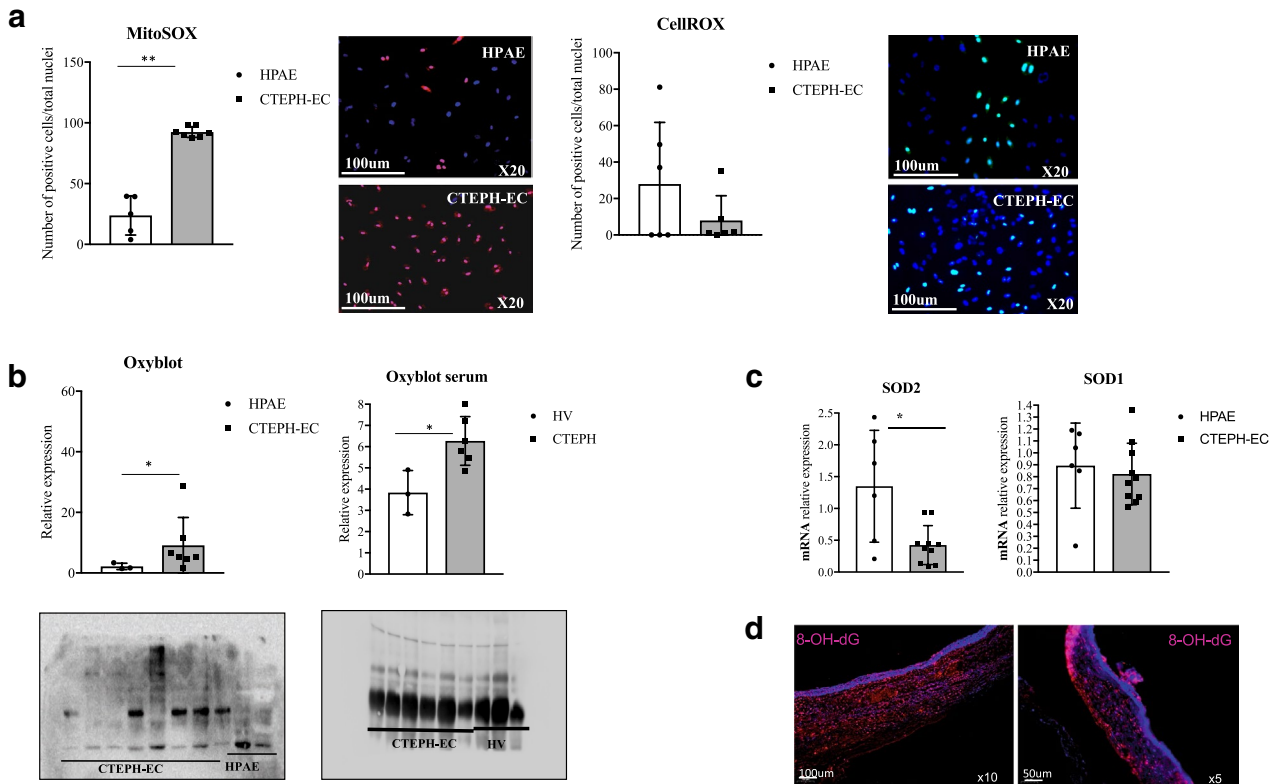 a
MitoSOX
Number of positive cells/total nuclei
150
100
50
0
**
HPAE
CTEPH-EC
HPAE
100um
X20
CTEPH-EC
100um
X20
CellROX
Number of positive cells/total nuclei
100
80
60
40
20
0
HPAE
CTEPH-EC
HPAE
100um
X20
CTEPH-EC
100um
X20
b
Oxyblot
Relative expression
60
40
20
0
*
HPAE
CTEPH-EC
Oxyblot serum
Relative expression
8
7
6
5
4
3
2
1
0
*
HV
CTEPH
CTEPH-EC
HPAE
CTEPH-EC
HV
c
SOD2
mRNA relative expression
2.5
2.0
1.5
1.0
0.5
0.0
*
SOD1
mRNA relative expression
1.4
1.3
1.2
1.1
1.0
0.9
0.8
0.7
0.6
0.5
0.4
0.3
0.2
0.1
0.0
HPAE
CTEPH-EC
d
8-OH-dG
100um
x10
8-OH-dG
50um
x5